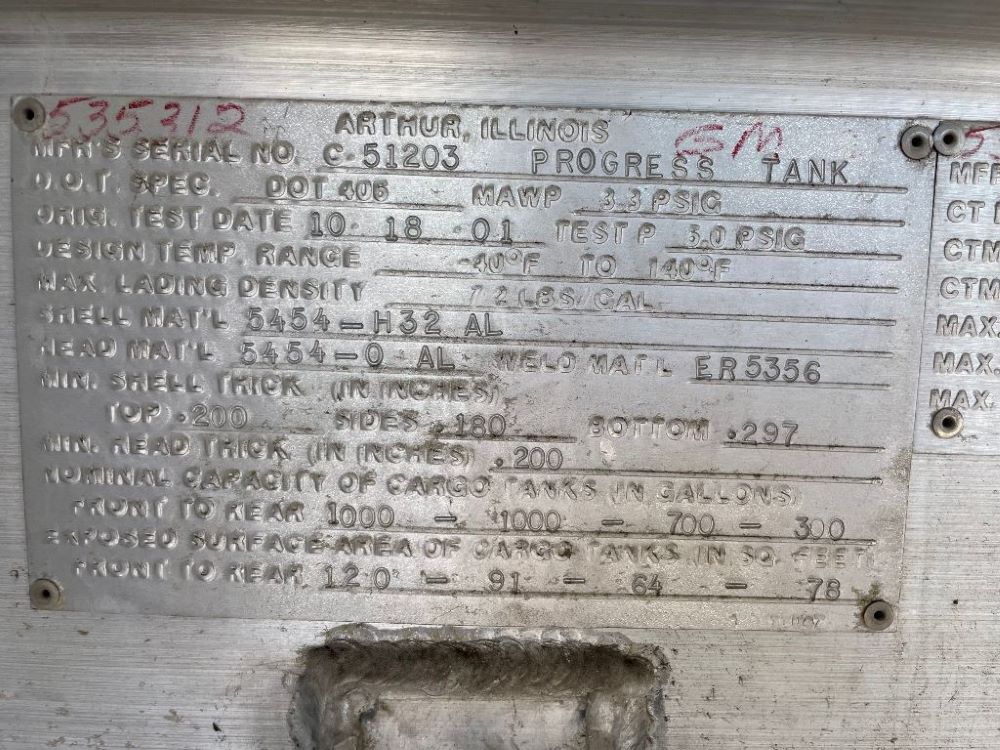 535312 ARTHUR, ILLINOIS SM
MFR'S SERIAL NO. C-51203 PROGRESS TANK
D.O.T. SPEC. DOT 406 MAWP 3.3 PSIG
ORIG. TEST DATE 10-18-01 TEST P 5.0 PSIG
DESIGN TEMP. RANGE -40°F TO 140°F
MAX. LADING DENSITY 7.2 LBS/GAL.
SHELL MAT'L 5454-H32 AL
HEAD MAT'L 5454-0 AL WELD MAT'L ER5356
MIN. SHELL THICK (IN INCHES)
TOP .200 SIDES .180 BOTTOM .297
MIN. HEAD THICK (IN INCHES) .200
NOMINAL CAPACITY OF CARGO TANKS (IN GALLONS)
FRONT TO REAR 1000 - 1000 - 700 - 300
EXPOSED SURFACE AREA OF CARGO TANKS (IN SQ. FEET)
FRONT TO REAR 120 - 91 - 64 - 78
CT
CTM
CTM
MAX.
MAX.
MAX.